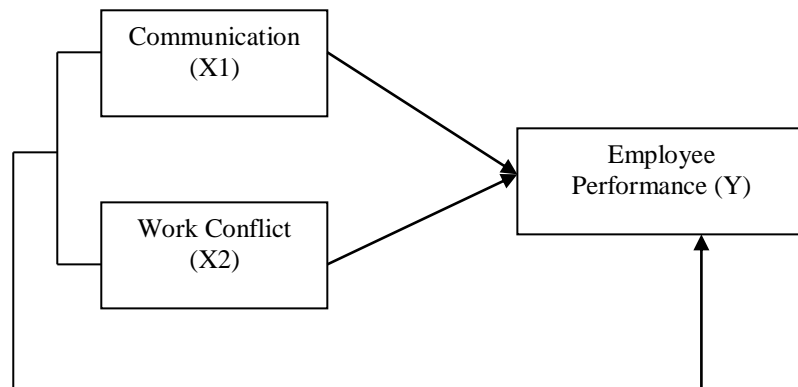 Communication
(X1)
Employee
Performance (Y)
Work Conflict
(X2)